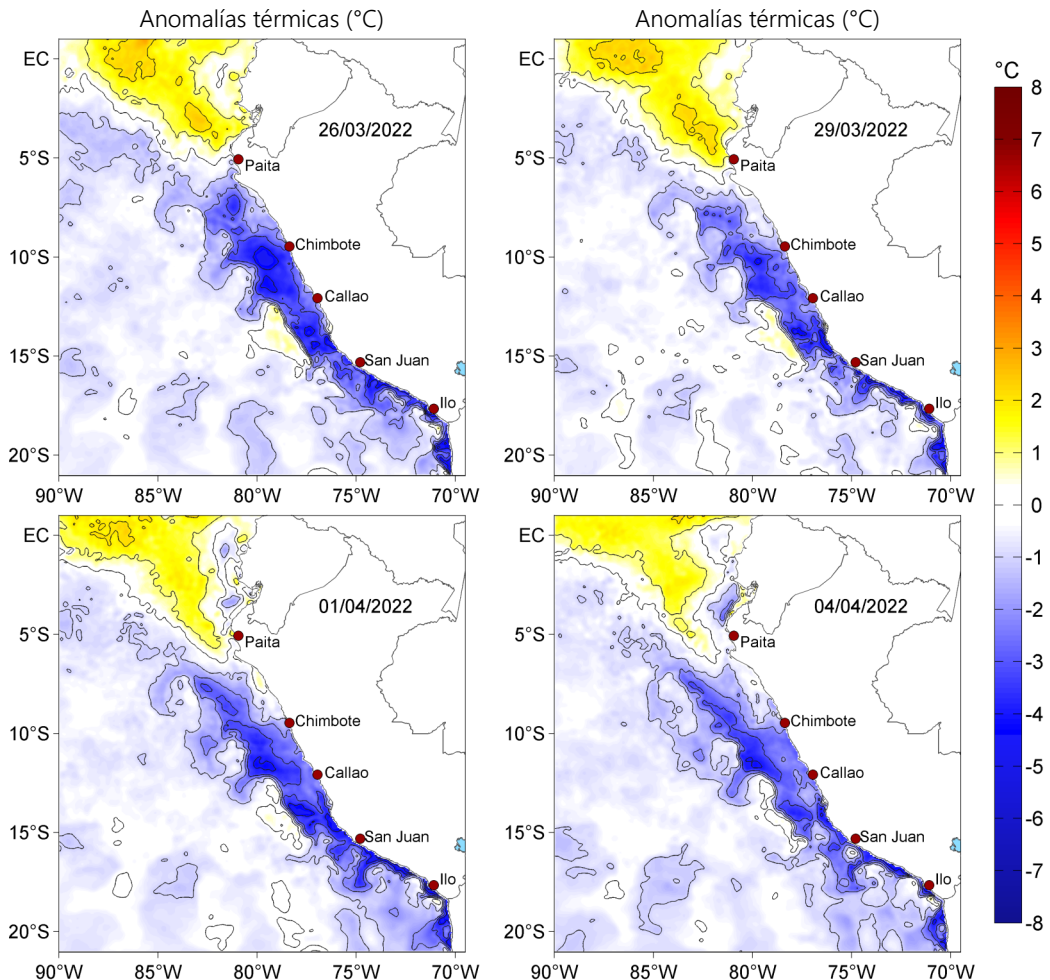 Anomalías térmicas (°C)
Anomalías térmicas (°C)
EC
5°S
10°S
15°S
20°S
90°W
85°W
80°W
75°W
70°W
26/03/2022
Paita
Chimbote
Callao
San Juan
Ilo
EC
5°S
10°S
15°S
20°S
90°W
85°W
80°W
75°W
70°W
29/03/2022
Paita
Chimbote
Callao
San Juan
Ilo
°C
8
7
6
5
4
3
2
1
0
-1
-2
-3
-4
-5
-6
-7
-8
EC
5°S
10°S
15°S
20°S
90°W
85°W
80°W
75°W
70°W
01/04/2022
Paita
Chimbote
Callao
San Juan
Ilo
EC
5°S
10°S
15°S
20°S
90°W
85°W
80°W
75°W
70°W
04/04/2022
Paita
Chimbote
Callao
San Juan
Ilo